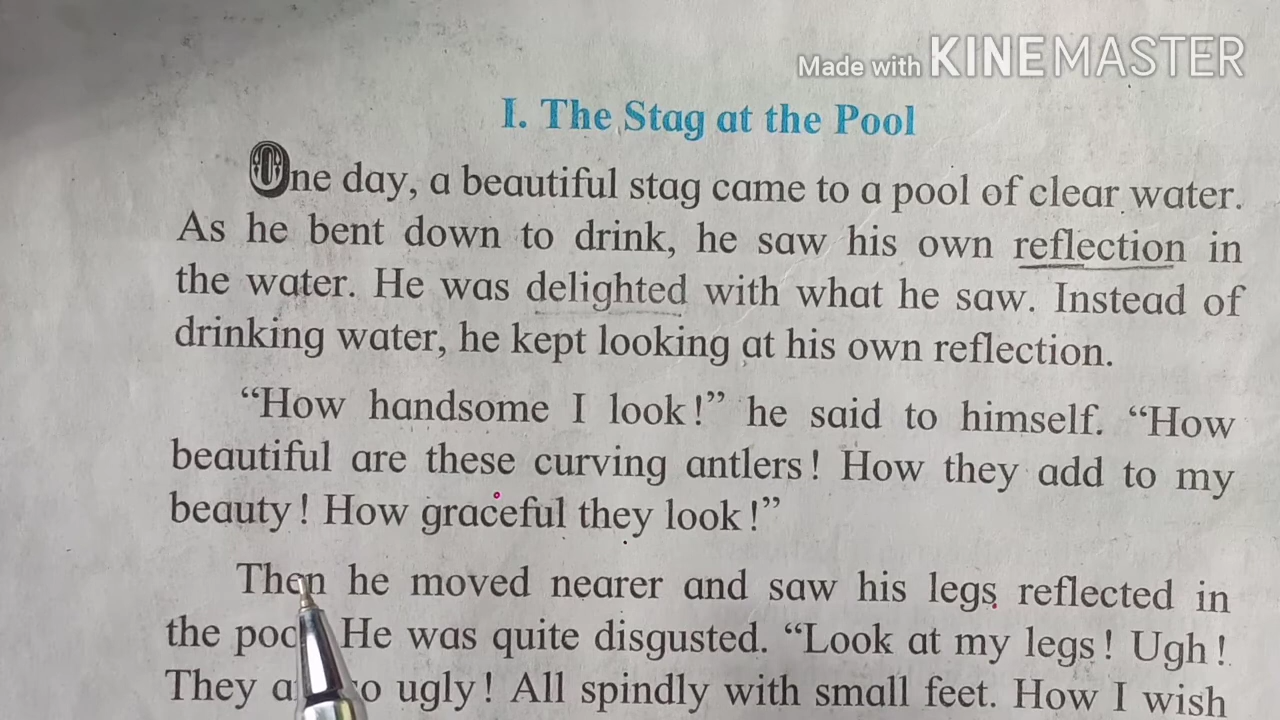 Made with KINEMASTER
I. The Stag at the Pool
One day, a beautiful stag came to a pool of clear water.
As he bent down to drink, he saw his own reflection in
the water. He was delighted with what he saw. Instead of
drinking water, he kept looking at his own reflection.
“How handsome I look!” he said to himself. “How
beautiful are these curving antlers! How they add to my
beauty! How graceful they look!”
Then he moved nearer and saw his legs reflected in
the He was quite disgusted. “Look at my legs! Ugh!
They ugly! All spindly with small feet. How I wish